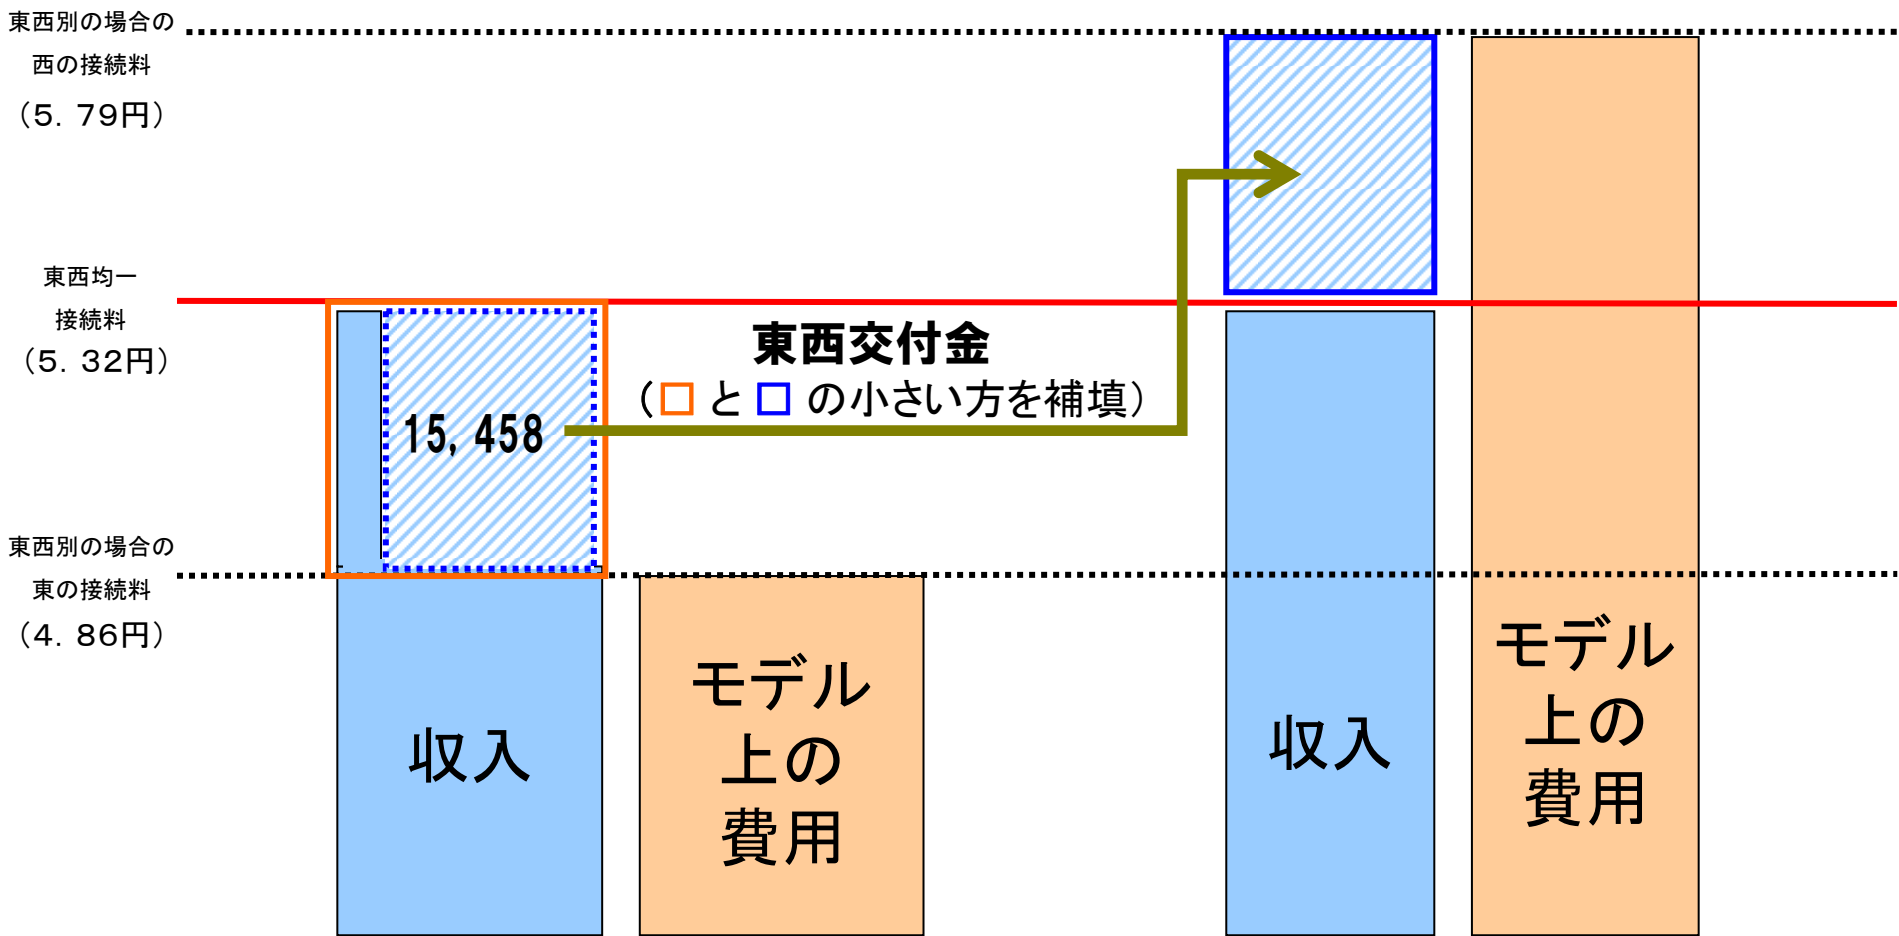 東西別の場合の
西の接続料
（5．79円）
東西均一
接続料
（5．32円）
東西別の場合の
東の接続料
（4．86円）
東西交付金
（□ と □ の小さい方を補填）
15,458
収入
モデル
上の
費用
収入
モデル
上の
費用